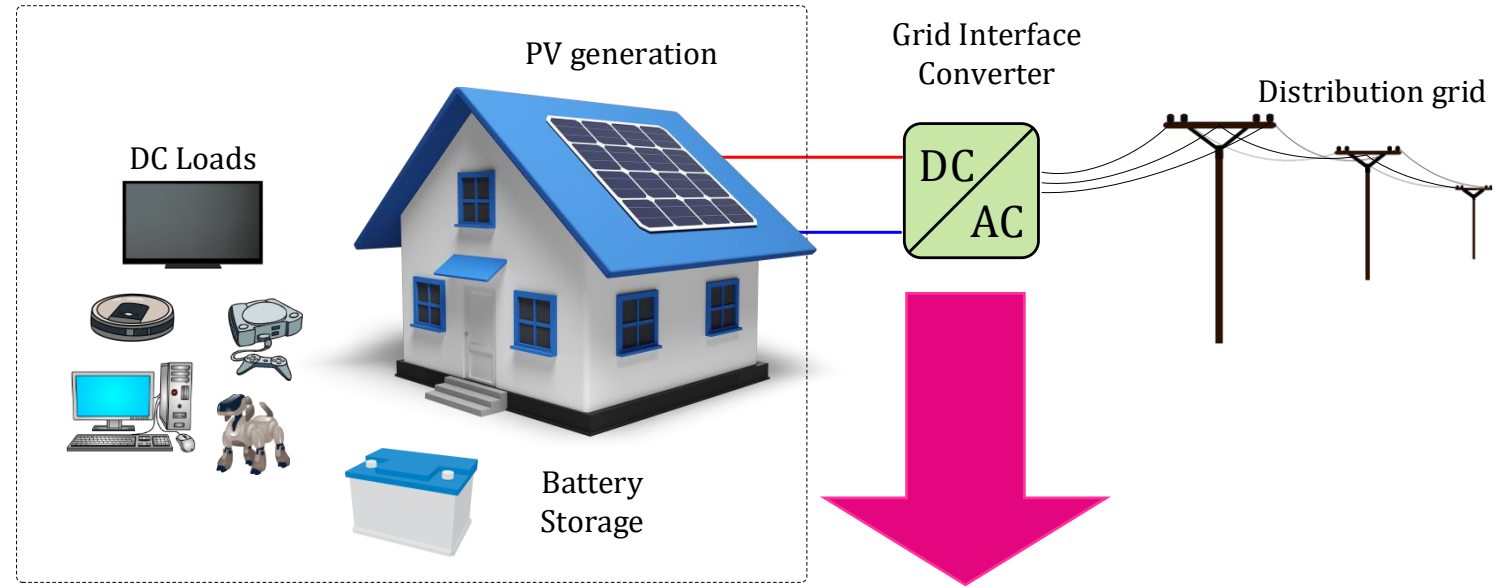 PV generation
Grid Interface
Converter
Distribution grid
DC Loads
DC
AC
Battery
Storage